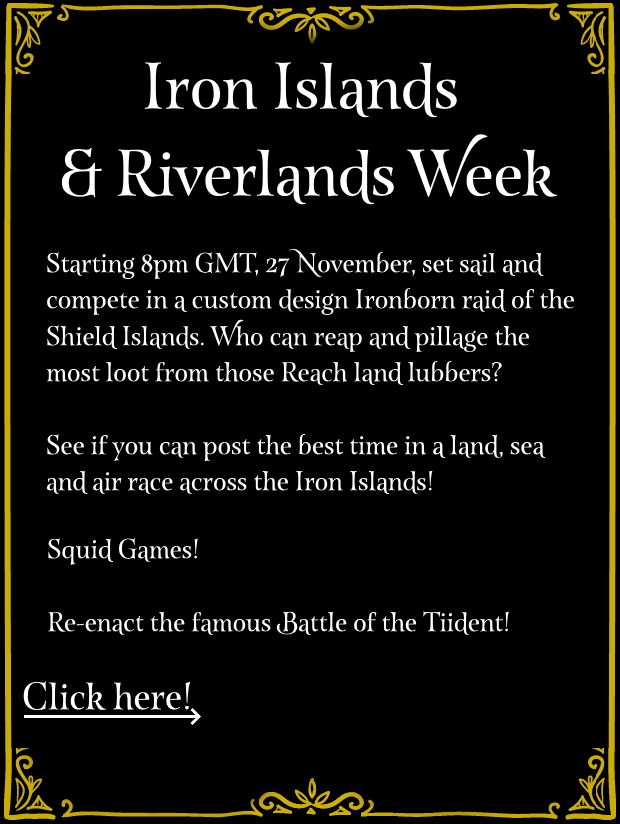 Iron Islands
& Riverlands Week
Starting 8pm GMT, 27 November, set sail and
compete in a custom design Ironborn raid of the
Shield Islands. Who can reap and pillage the
most loot from those Reach land lubbers?
See if you can post the best time in a land, sea
and air race across the Iron Islands!
Squid Games!
Re-enact the famous Battle of the Tiident!
Click here!